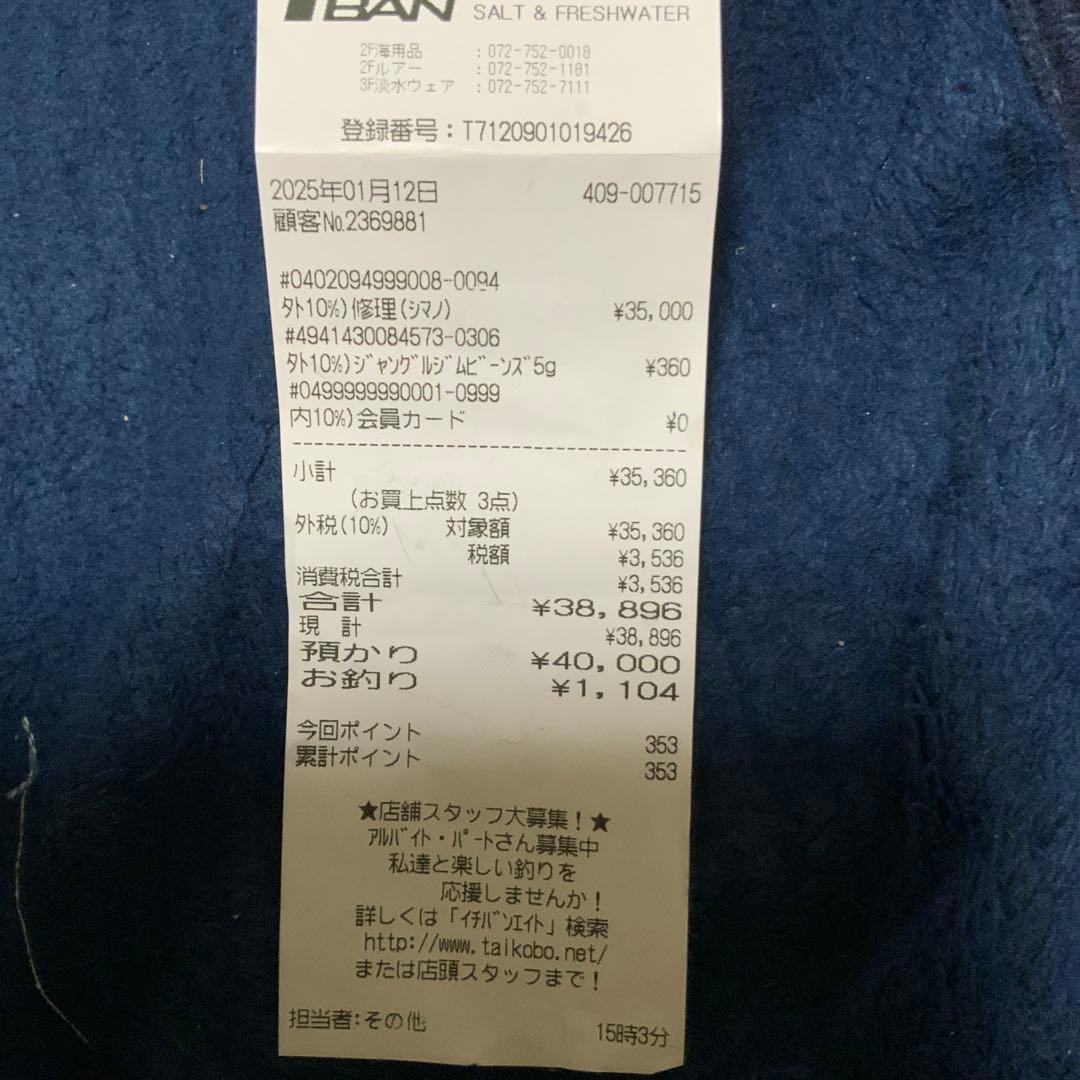 BAN SALT & FRESHWATER
2F海用品 :072-752-0018
2Fルアー :072-752-1181
3F淡水ウェア :072-752-7111
登録番号:T7120901019426
2025年01月12日 409-007715
顧客No.2369881
#0402094999008-0094
外10%)修理(ｼﾏﾉ) ¥35,000
#4941430084573-0306
外10%)ｼﾞｬﾝｸﾞﾙｼﾞﾑﾋﾞｰﾝｽﾞ5g ¥360
#0499999990001-0999
内10%)会員カード ¥0
小計 ¥35,360
(お買上点数 3点)
外税(10%) 対象額 ¥35,360
税額 ¥3,536
消費税合計 ¥3,536
合計 ¥38,896
現 計 ¥38,896
預かり ¥40,000
お釣り ¥1,104
今回ポイント 353
累計ポイント 353
★店舗スタッフ大募集!★
ｱﾙﾊﾞｲﾄ・ﾊﾟｰﾄさん募集中
私達と楽しい釣りを
応援しませんか!
詳しくは「ｲﾁﾊﾞﾝｴｲﾄ」検索
http://www.taikobo.net/
または店頭スタッフまで!
担当者:その他 15時3分